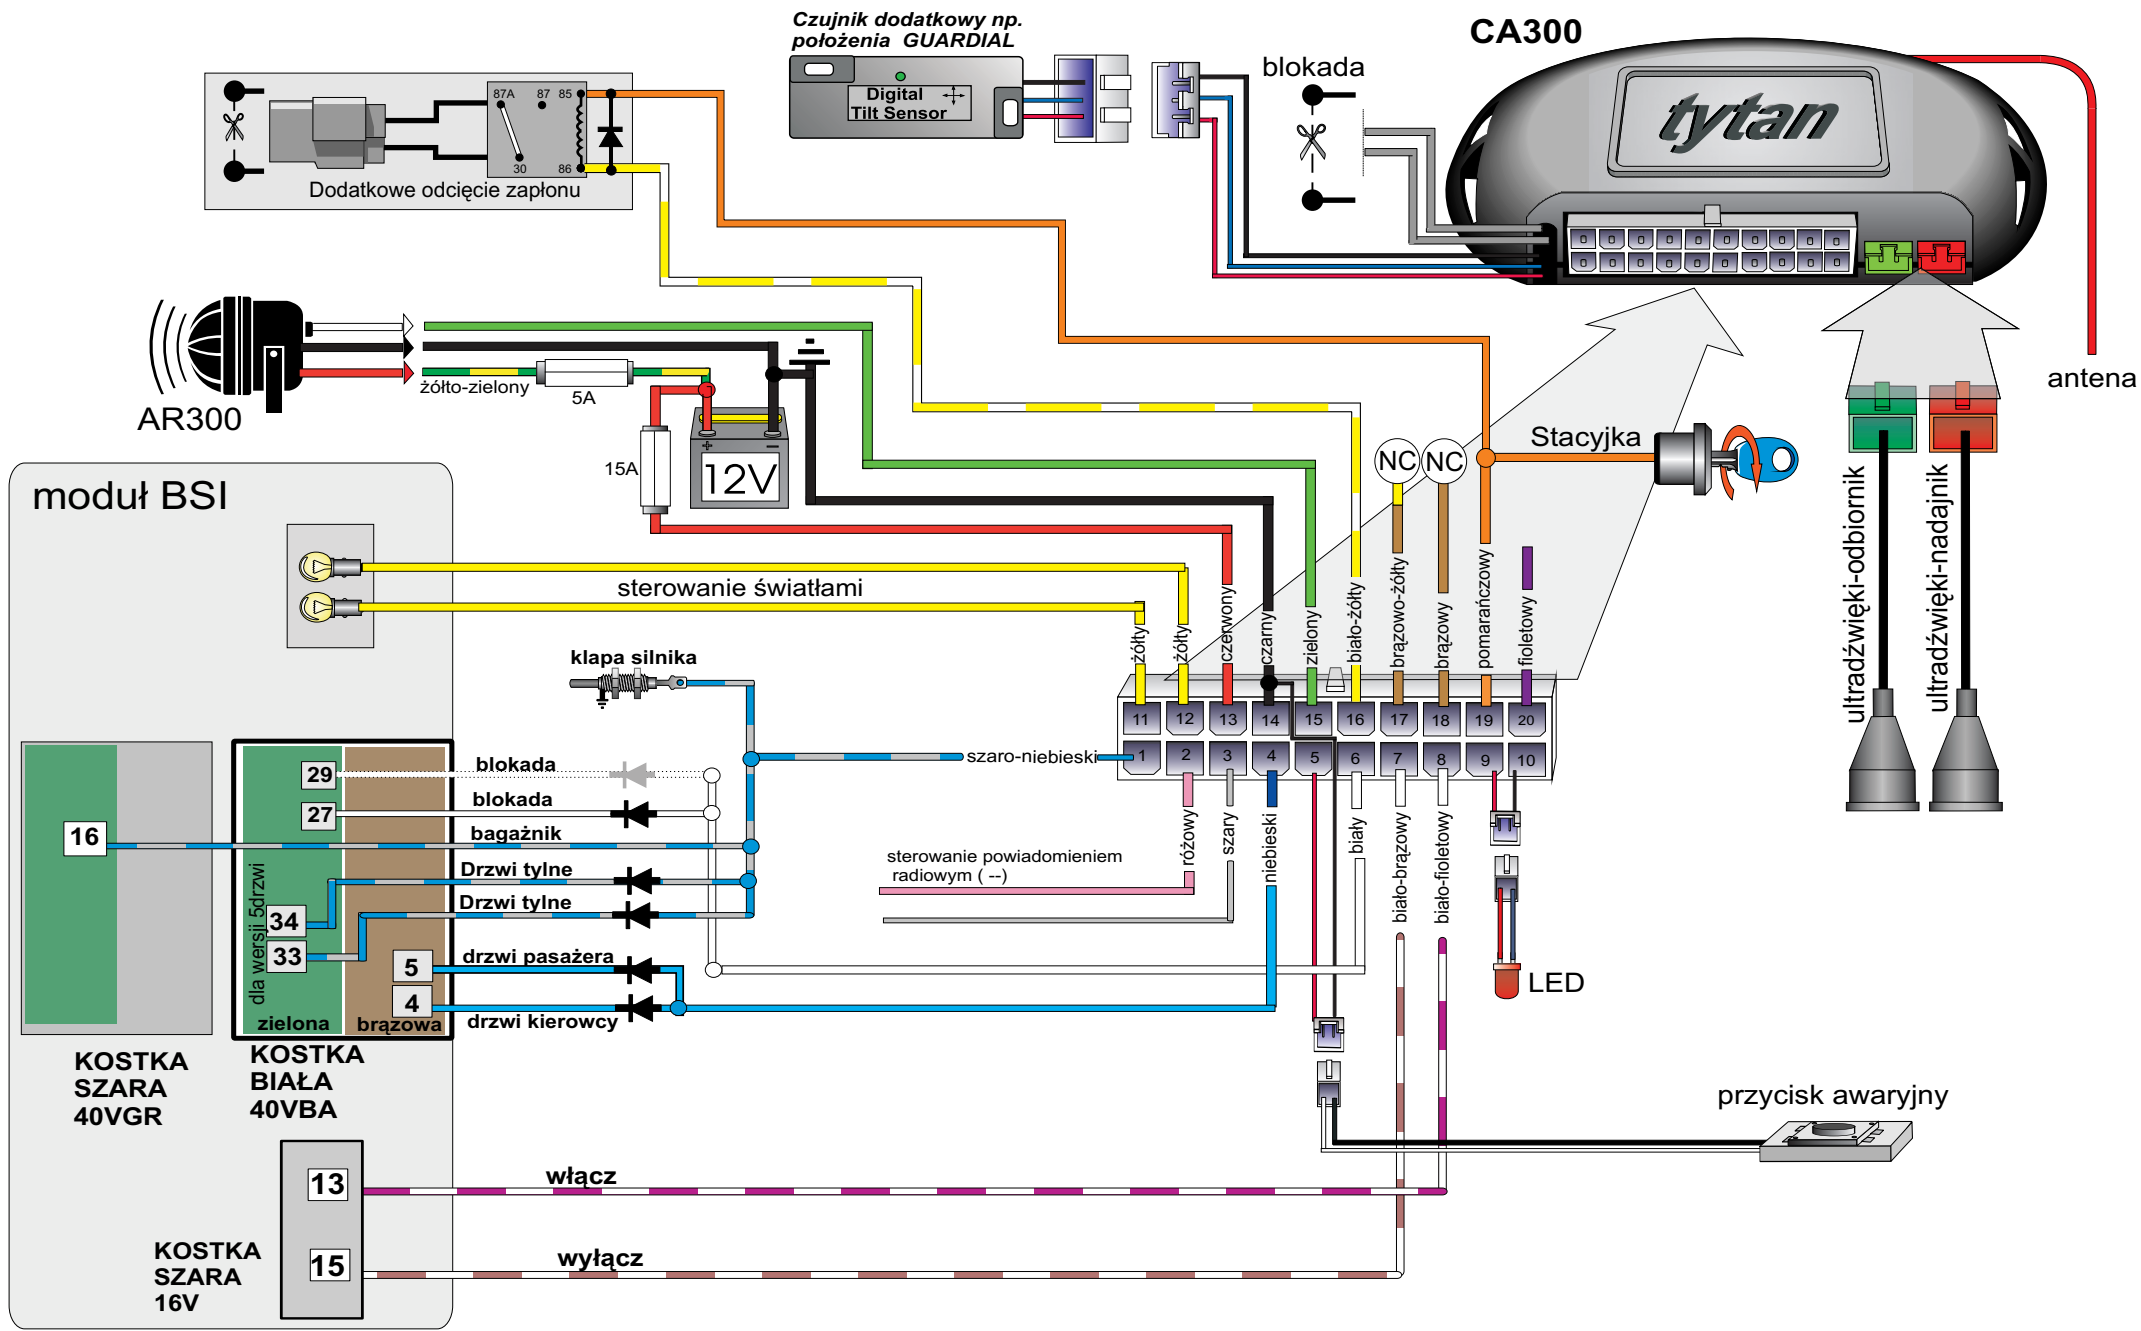 Czujnik dodatkowy np.
położenia GUARDIAL
CA300
blokada
tytan
Digital
Tilt Sensor
87A
87
85
30
86
Dodatkowe odcięcie zapłonu
antena
AR300
żółto-zielony
5A
15A
+
−
12V
NC
NC
Stacyjka
ultradźwięki-odbiornik
ultradźwięki-nadajnik
moduł BSI
sterowanie światłami
żółty
żółty
czerwony
czarny
zielony
biało-żółty
brązowo-żółty
brązowy
pomarańczowy
fioletowy
klapa silnika
11
12
13
14
15
16
17
18
19
20
szaro-niebieski
1
2
3
4
5
6
7
8
9
10
29
blokada
27
blokada
16
bagażnik
Drzwi tylne
Drzwi tylne
34
33
dla wersji 5drzwi
5
drzwi pasażera
4
drzwi kierowcy
zielona
brązowa
różowy
szary
niebieski
biały
biało-brązowy
biało-fioletowy
sterowanie powiadomieniem
radiowym ( --)
LED
KOSTKA
SZARA
40VGR
KOSTKA
BIAŁA
40VBA
przycisk awaryjny
13
włącz
15
wyłącz
KOSTKA
SZARA
16V